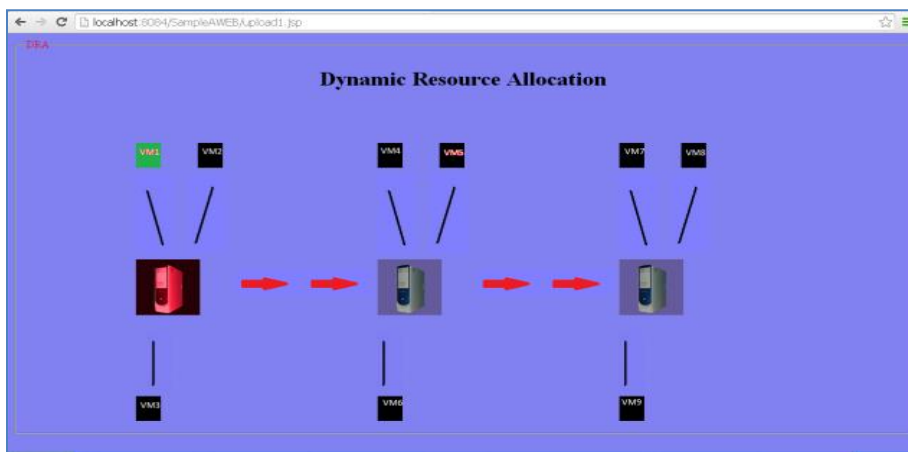 localhost:8084/SampleAWEB/upload1.jsp
DRA
Dynamic Resource Allocation
VM1 VM2 VM4 VM5 VM7 VM8
VM3 VM6 VM9